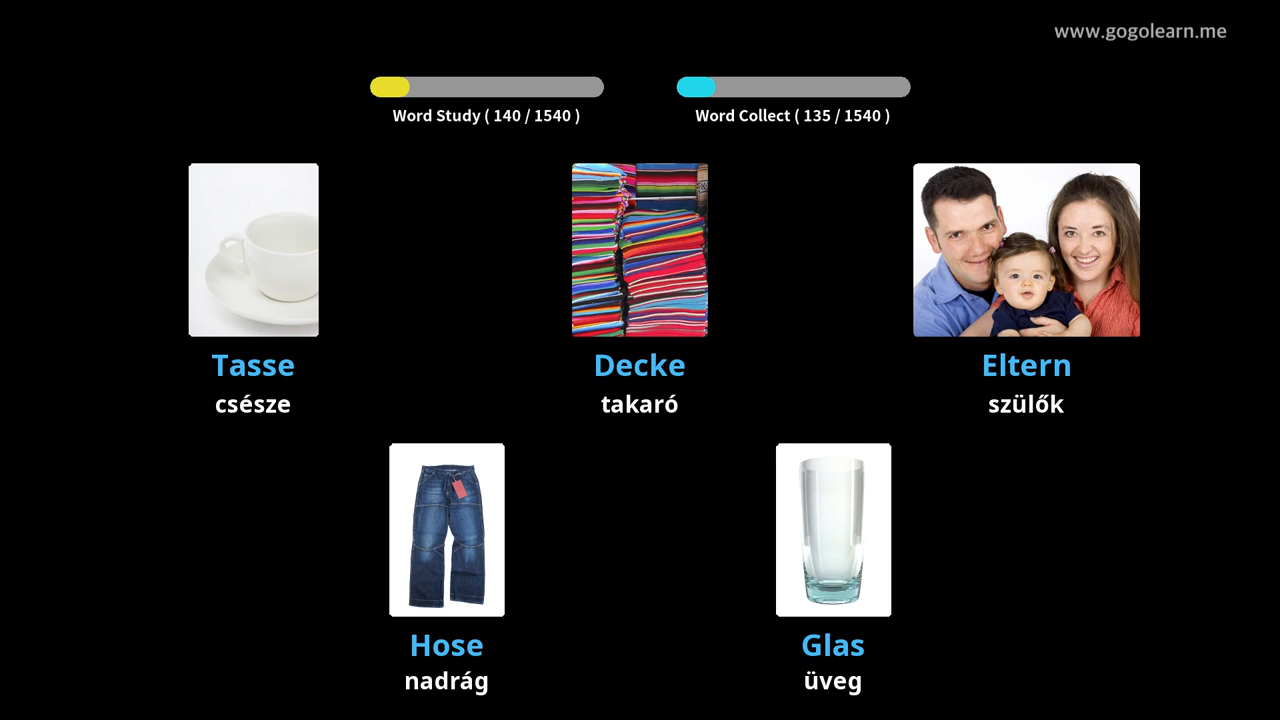 www.gogolearn.me
Word Study ( 140 / 1540 )
Word Collect ( 135 / 1540 )
Tasse
csésze
Decke
takaró
Eltern
szülők
Hose
nadrág
Glas
üveg